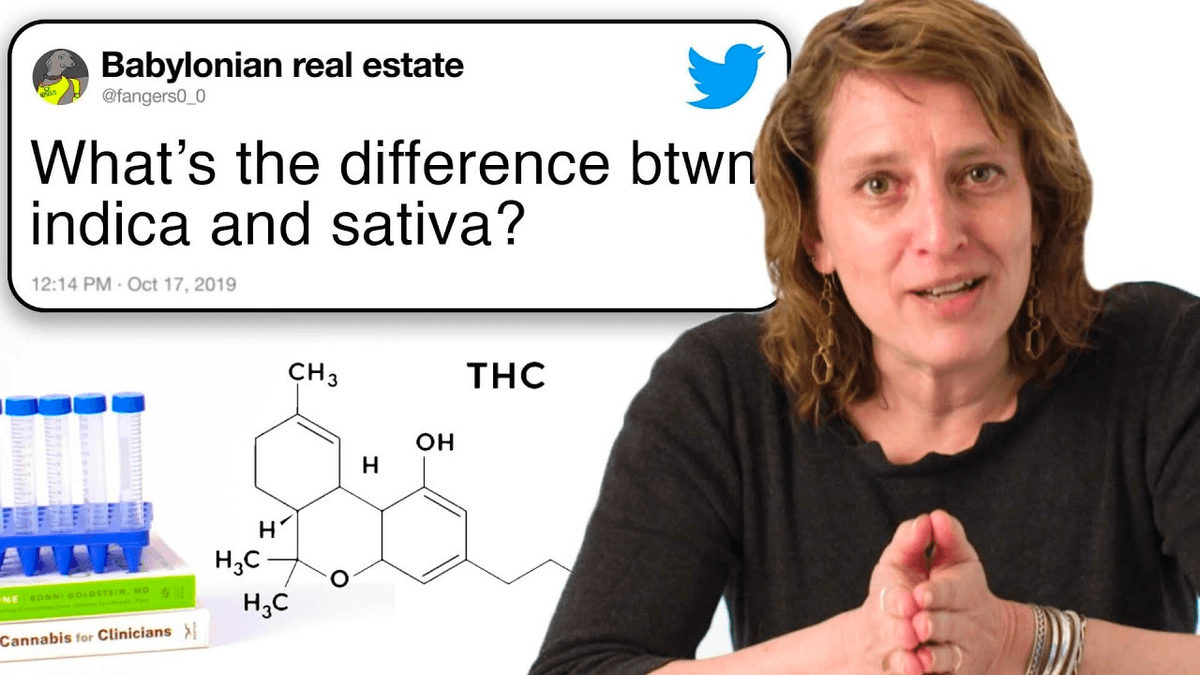 Babylonian real estate
@fangers0_0
What's the difference btwn
indica and sativa?
12:14 PM · Oct 17, 2019
CH3
THC
OH
H
H
H3C
O
H3C
NE BONNI GOLDSTEIN, MD
Cannabis for Clinicians